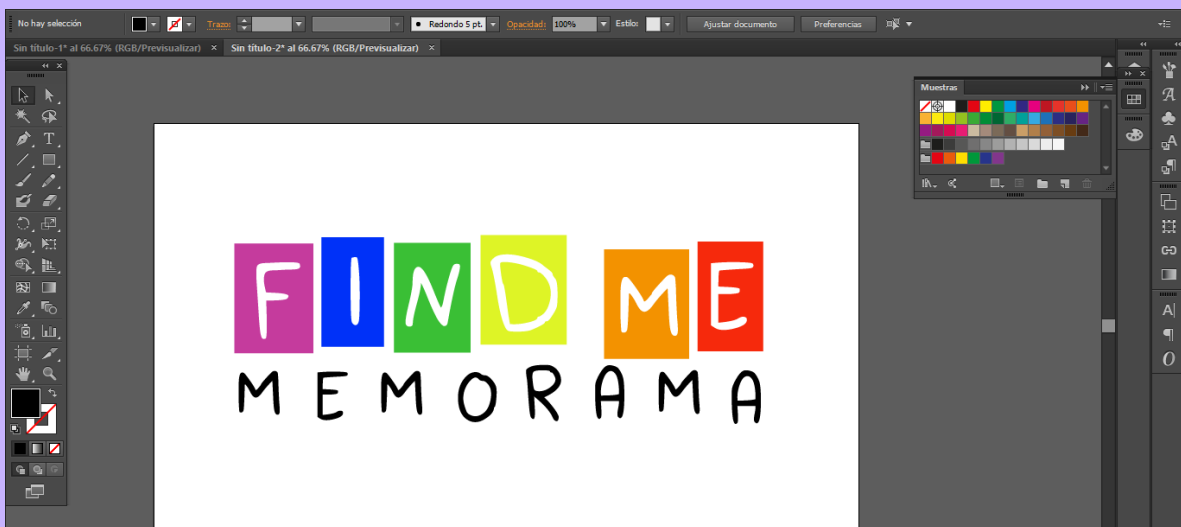 No hay selección Trazo: Redondo 5 pt. Opacidad: 100% Estilo: Ajustar documento Preferencias
Sin título-1* al 66.67% (RGB/Previsualizar) × Sin título-2* al 66.67% (RGB/Previsualizar) ×
Muestras
FIND ME
MEMORAMA